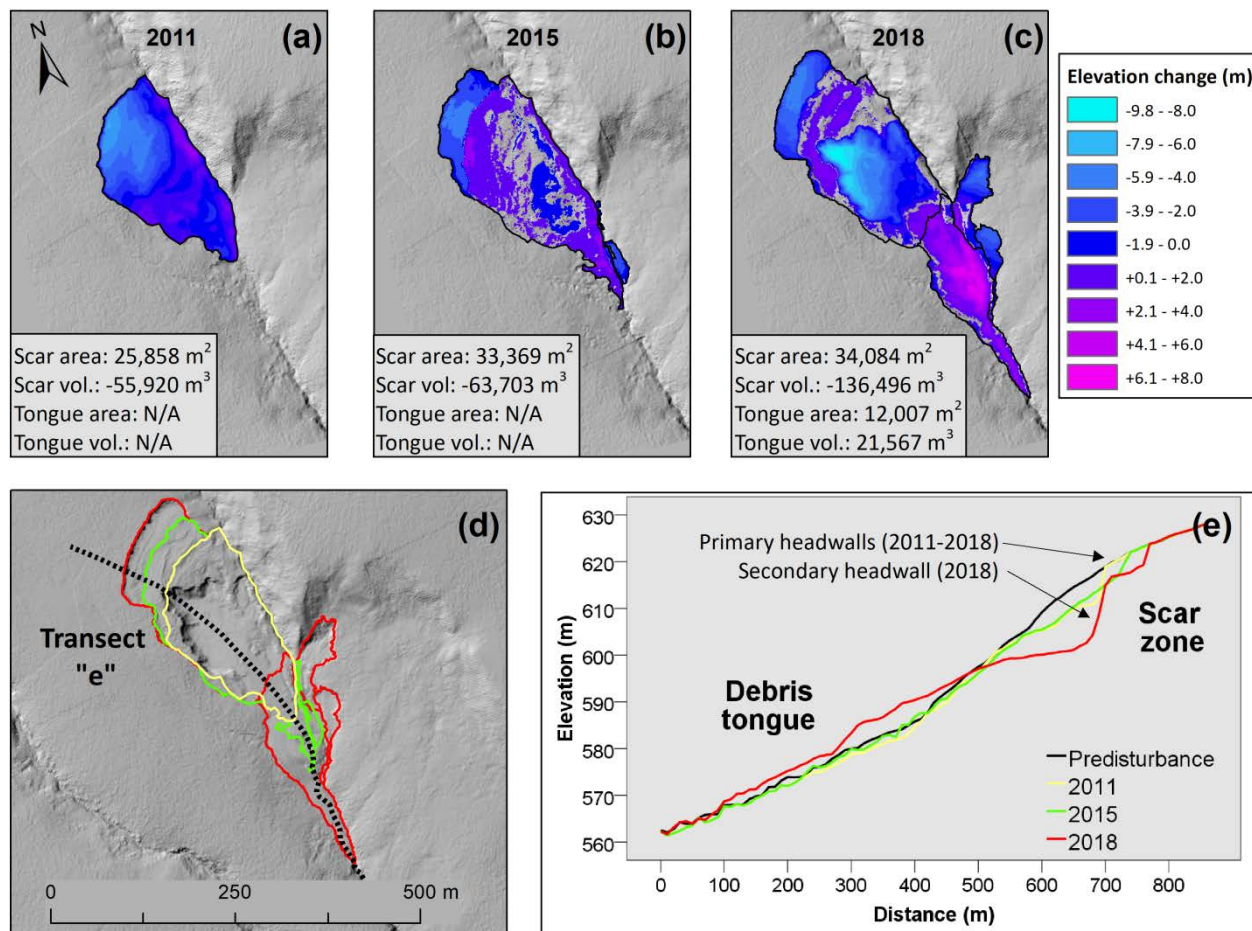 N
2011
(a)
Scar area: 25,858 m²
Scar vol.: -55,920 m³
Tongue area: N/A
Tongue vol.: N/A
2015
(b)
Scar area: 33,369 m²
Scar vol: -63,703 m³
Tongue area: N/A
Tongue vol.: N/A
2018
(c)
Scar area: 34,084 m²
Scar vol.: -136,496 m³
Tongue area: 12,007 m²
Tongue vol.: 21,567 m³
Elevation change (m)
-9.8 - -8.0
-7.9 - -6.0
-5.9 - -4.0
-3.9 - -2.0
-1.9 - 0.0
+0.1 - +2.0
+2.1 - +4.0
+4.1 - +6.0
+6.1 - +8.0
(d)
Transect
"e"
0 250 500 m
(e)
Primary headwalls (2011-2018)
Secondary headwall (2018)
Scar
zone
Debris
tongue
Predisturbance
2011
2015
2018
Elevation (m)
630
620
610
600
590
580
570
560
0 100 200 300 400 500 600 700 800
Distance (m)